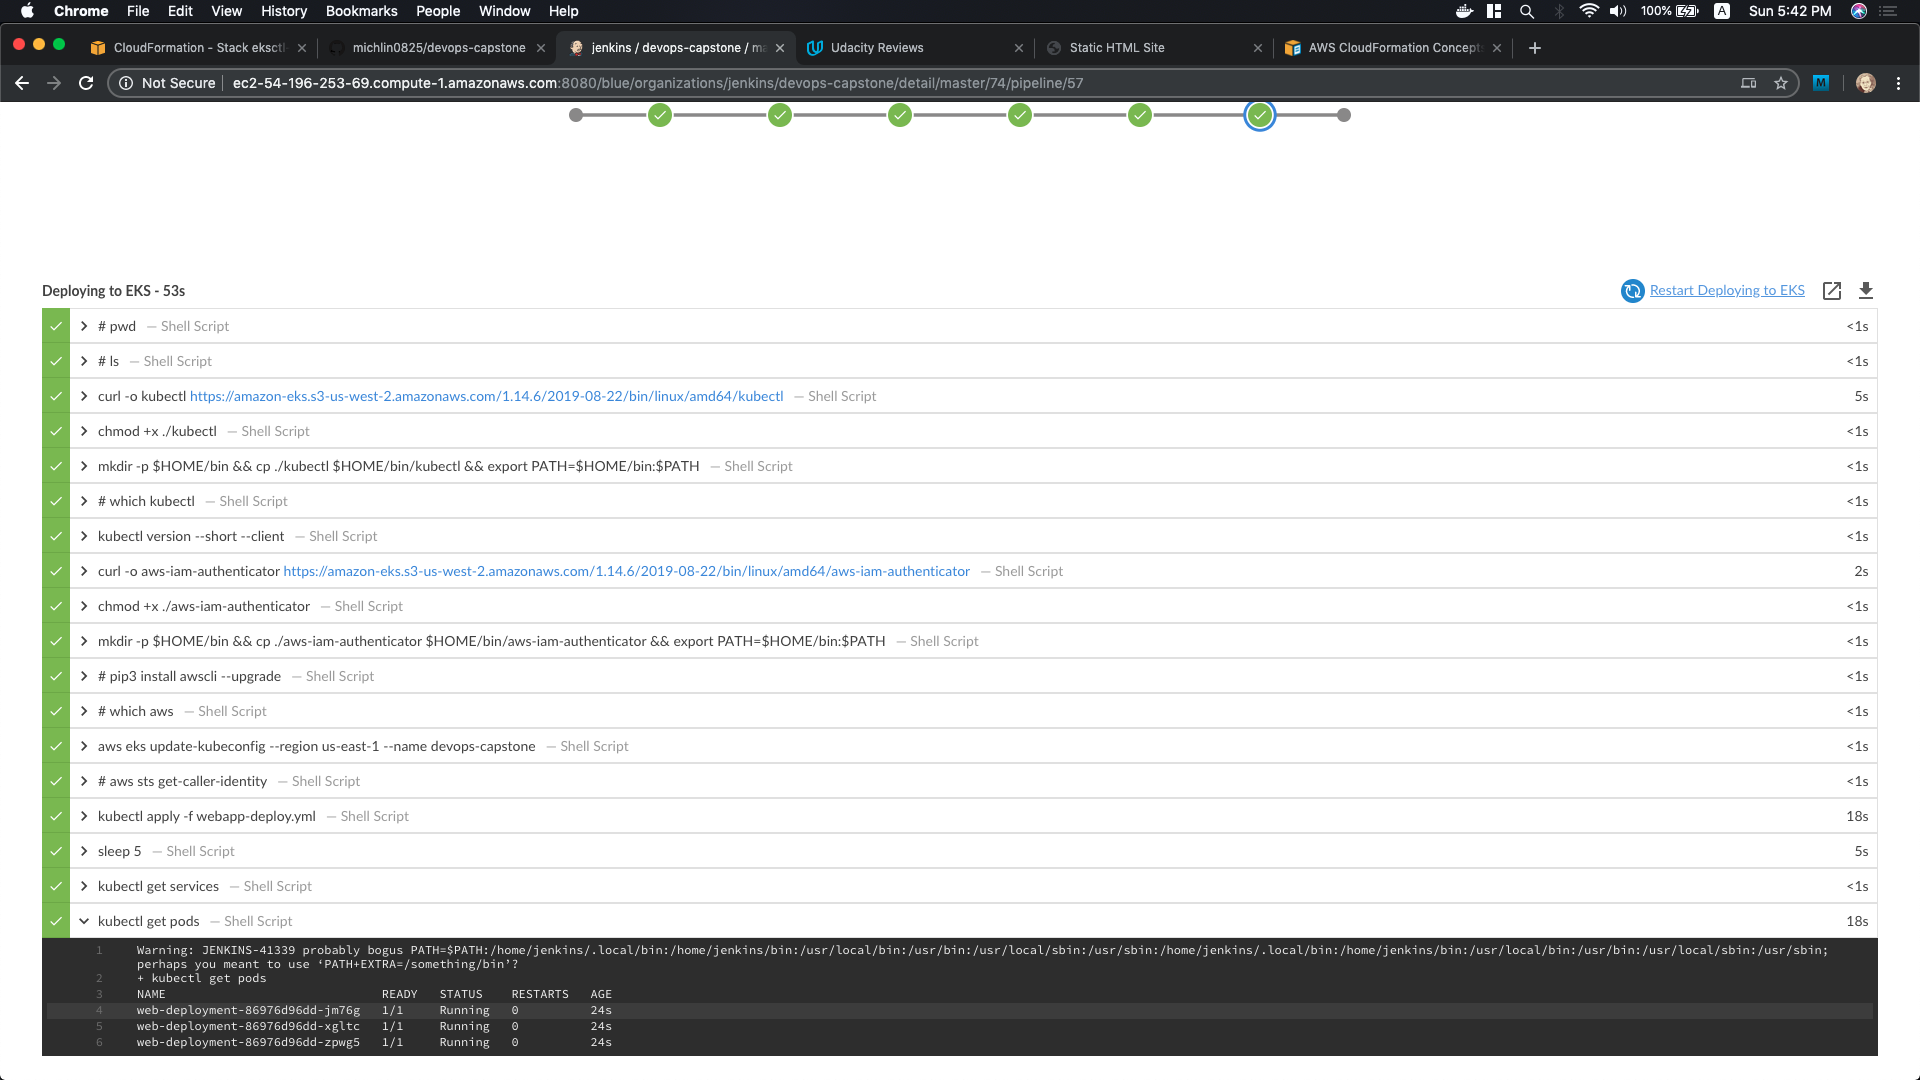 Chrome File Edit View History Bookmarks People Window Help 100% A Sun 5:42 PM
CloudFormation - Stack eksctl- michlin0825/devops-capstone jenkins / devops-capstone / ma Udacity Reviews Static HTML Site AWS CloudFormation Concept
Not Secure ec2-54-196-253-69.compute-1.amazonaws.com:8080/blue/organizations/jenkins/devops-capstone/detail/master/74/pipeline/57 M
Deploying to EKS - 53s Restart Deploying to EKS
# pwd — Shell Script <1s
# ls — Shell Script <1s
curl -o kubectl https://amazon-eks.s3-us-west-2.amazonaws.com/1.14.6/2019-08-22/bin/linux/amd64/kubectl — Shell Script 5s
chmod +x ./kubectl — Shell Script <1s
mkdir -p $HOME/bin && cp ./kubectl $HOME/bin/kubectl && export PATH=$HOME/bin:$PATH — Shell Script <1s
# which kubectl — Shell Script <1s
kubectl version --short --client — Shell Script <1s
curl -o aws-iam-authenticator https://amazon-eks.s3-us-west-2.amazonaws.com/1.14.6/2019-08-22/bin/linux/amd64/aws-iam-authenticator — Shell Script 2s
chmod +x ./aws-iam-authenticator — Shell Script <1s
mkdir -p $HOME/bin && cp ./aws-iam-authenticator $HOME/bin/aws-iam-authenticator && export PATH=$HOME/bin:$PATH — Shell Script <1s
# pip3 install awscli --upgrade — Shell Script <1s
# which aws — Shell Script <1s
aws eks update-kubeconfig --region us-east-1 --name devops-capstone — Shell Script <1s
# aws sts get-caller-identity — Shell Script <1s
kubectl apply -f webapp-deploy.yml — Shell Script 18s
sleep 5 — Shell Script 5s
kubectl get services — Shell Script <1s
kubectl get pods — Shell Script 18s
1 Warning: JENKINS-41339 probably bogus PATH=$PATH:/home/jenkins/.local/bin:/home/jenkins/bin:/usr/local/bin:/usr/bin:/usr/local/sbin:/usr/sbin:/home/jenkins/.local/bin:/home/jenkins/bin:/usr/local/bin:/usr/bin:/usr/local/sbin:/usr/sbin;
perhaps you meant to use ‘PATH+EXTRA=/something/bin’?
2 + kubectl get pods
3 NAME READY STATUS RESTARTS AGE
4 web-deployment-86976d96dd-jm76g 1/1 Running 0 24s
5 web-deployment-86976d96dd-xgltc 1/1 Running 0 24s
6 web-deployment-86976d96dd-zpwg5 1/1 Running 0 24s